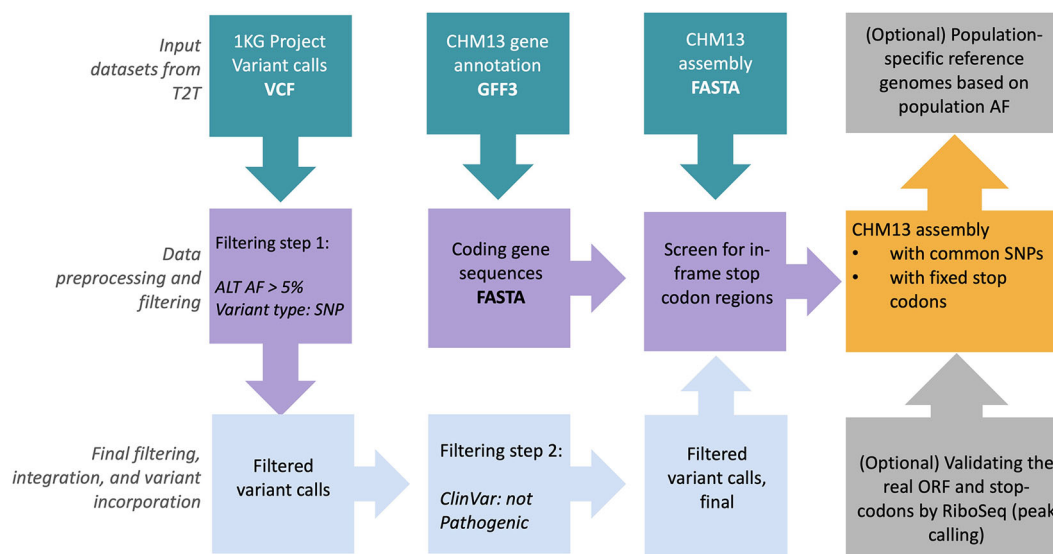 Input
datasets from
T2T
1KG Project
Variant calls
VCF
CHM13 gene
annotation
GFF3
CHM13
assembly
FASTA
(Optional) Population-
specific reference
genomes based on
population AF
Data
preprocessing and
filtering
Filtering step 1:
ALT AF > 5%
Variant type: SNP
Coding gene
sequences
FASTA
Screen for in-
frame stop
codon regions
CHM13 assembly
• with common SNPs
• with fixed stop
codons
Final filtering,
integration, and variant
incorporation
Filtered
variant calls
Filtering step 2:
ClinVar: not
Pathogenic
Filtered
variant calls,
final
(Optional) Validating the
real ORF and stop-
codons by RiboSeq (peak
calling)